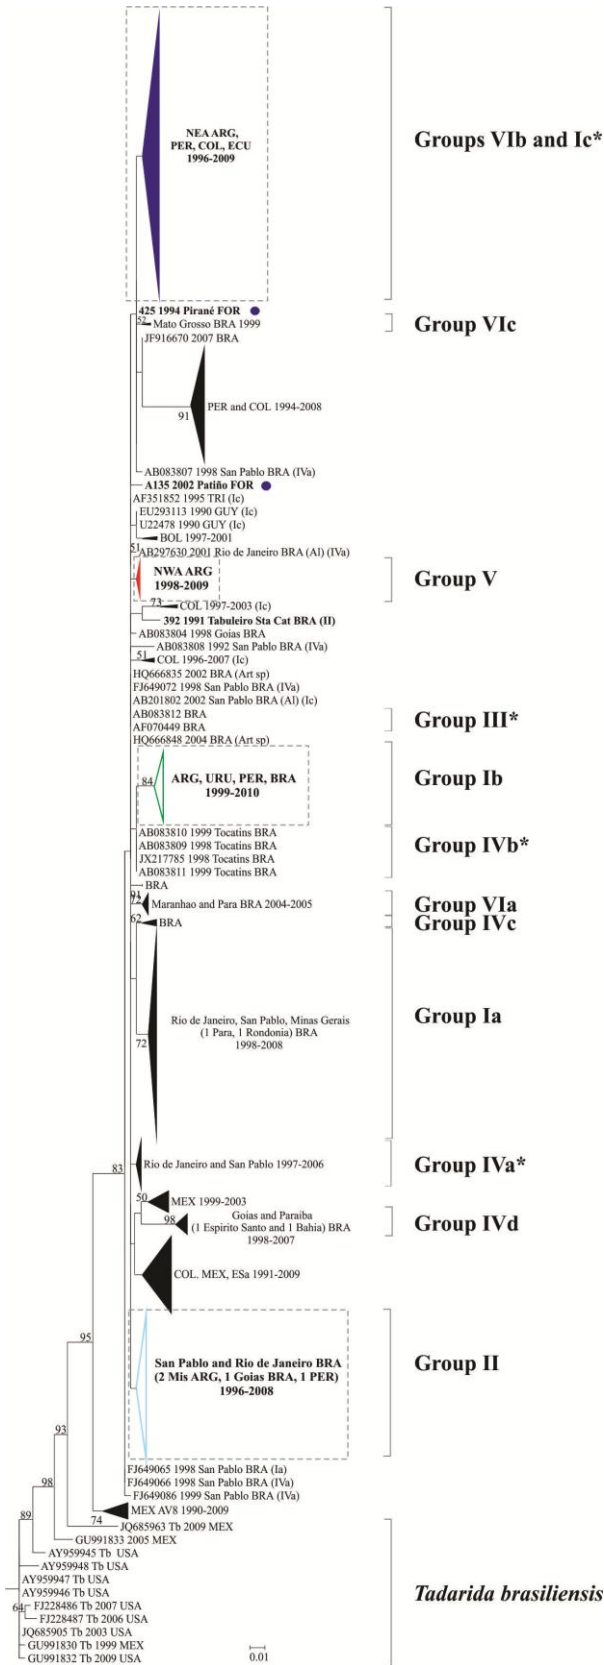 NEA ARG,
PER, COL, ECU
1996-2009
Groups VIb and Ic*
425 1994 Pirané FOR
52
Mato Grosso BRA 1999
Group VIc
JF916670 2007 BRA
91
PER and COL 1994-2008
AB083807 1998 San Pablo BRA (IVa)
A135 2002 Patiño FOR
AF351852 1995 TRI (Ic)
EU293113 1990 GUY (Ic)
U22478 1990 GUY (Ic)
BOL 1997-2001
51
AB297630 2001 Rio de Janeiro BRA (Al) (IVa)
NWA ARG
1998-2009
Group V
73
COL 1997-2003 (Ic)
392 1991 Tabuleiro Sta Cat BRA (II)
AB083804 1998 Goias BRA
AB083808 1992 San Pablo BRA (IVa)
51
COL 1996-2007 (Ic)
HQ666835 2002 BRA (Art sp)
FJ649072 1998 San Pablo BRA (IVa)
AB201802 2002 San Pablo BRA (Al) (Ic)
AB083812 BRA
AF070449 BRA
Group III*
HQ666848 2004 BRA (Art sp)
84
ARG, URU, PER, BRA
1999-2010
Group Ib
AB083810 1999 Tocatins BRA
AB083809 1998 Tocatins BRA
JX217785 1998 Tocatins BRA
AB083811 1999 Tocatins BRA
Group IVb*
BRA
91
72
Maranhao and Para BRA 2004-2005
Group VIa
62
BRA
Group IVc
Rio de Janeiro, San Pablo, Minas Gerais
(1 Para, 1 Rondonia) BRA
1998-2008
72
Group Ia
Rio de Janeiro and San Pablo 1997-2006
Group IVa*
83
50
MEX 1999-2003
98
Goias and Paraiba
(1 Espirito Santo and 1 Bahia) BRA
1998-2007
Group IVd
COL. MEX, ESa 1991-2009
95
San Pablo and Rio de Janeiro BRA
(2 Mis ARG, 1 Goias BRA, 1 PER)
1996-2008
Group II
93
FJ649065 1998 San Pablo BRA (Ia)
FJ649066 1998 San Pablo BRA (IVa)
FJ649086 1999 San Pablo BRA (IVa)
98
MEX AV8 1990-2009
74
89
JQ685963 Tb 2009 MEX
GU991833 2005 MEX
AY959945 Tb USA
AY959948 Tb USA
AY959947 Tb USA
AY959946 Tb USA
64
FJ228486 Tb 2007 USA
FJ228487 Tb 2006 USA
JQ685905 Tb 2003 USA
GU991830 Tb 1999 MEX
GU991832 Tb 2009 USA
Tadarida brasiliensis
0.01